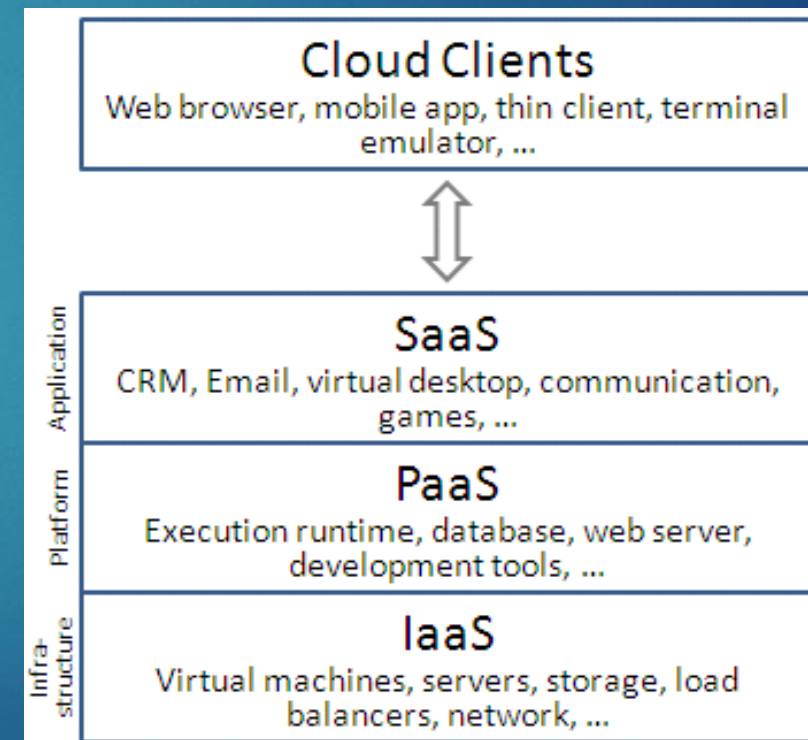 Cloud Clients
Web browser, mobile app, thin client, terminal
emulator, ...
Application
SaaS
CRM, Email, virtual desktop, communication,
games, ...
Platform
PaaS
Execution runtime, database, web server,
development tools, ...
Infra-
structure
IaaS
Virtual machines, servers, storage, load
balancers, network, ...